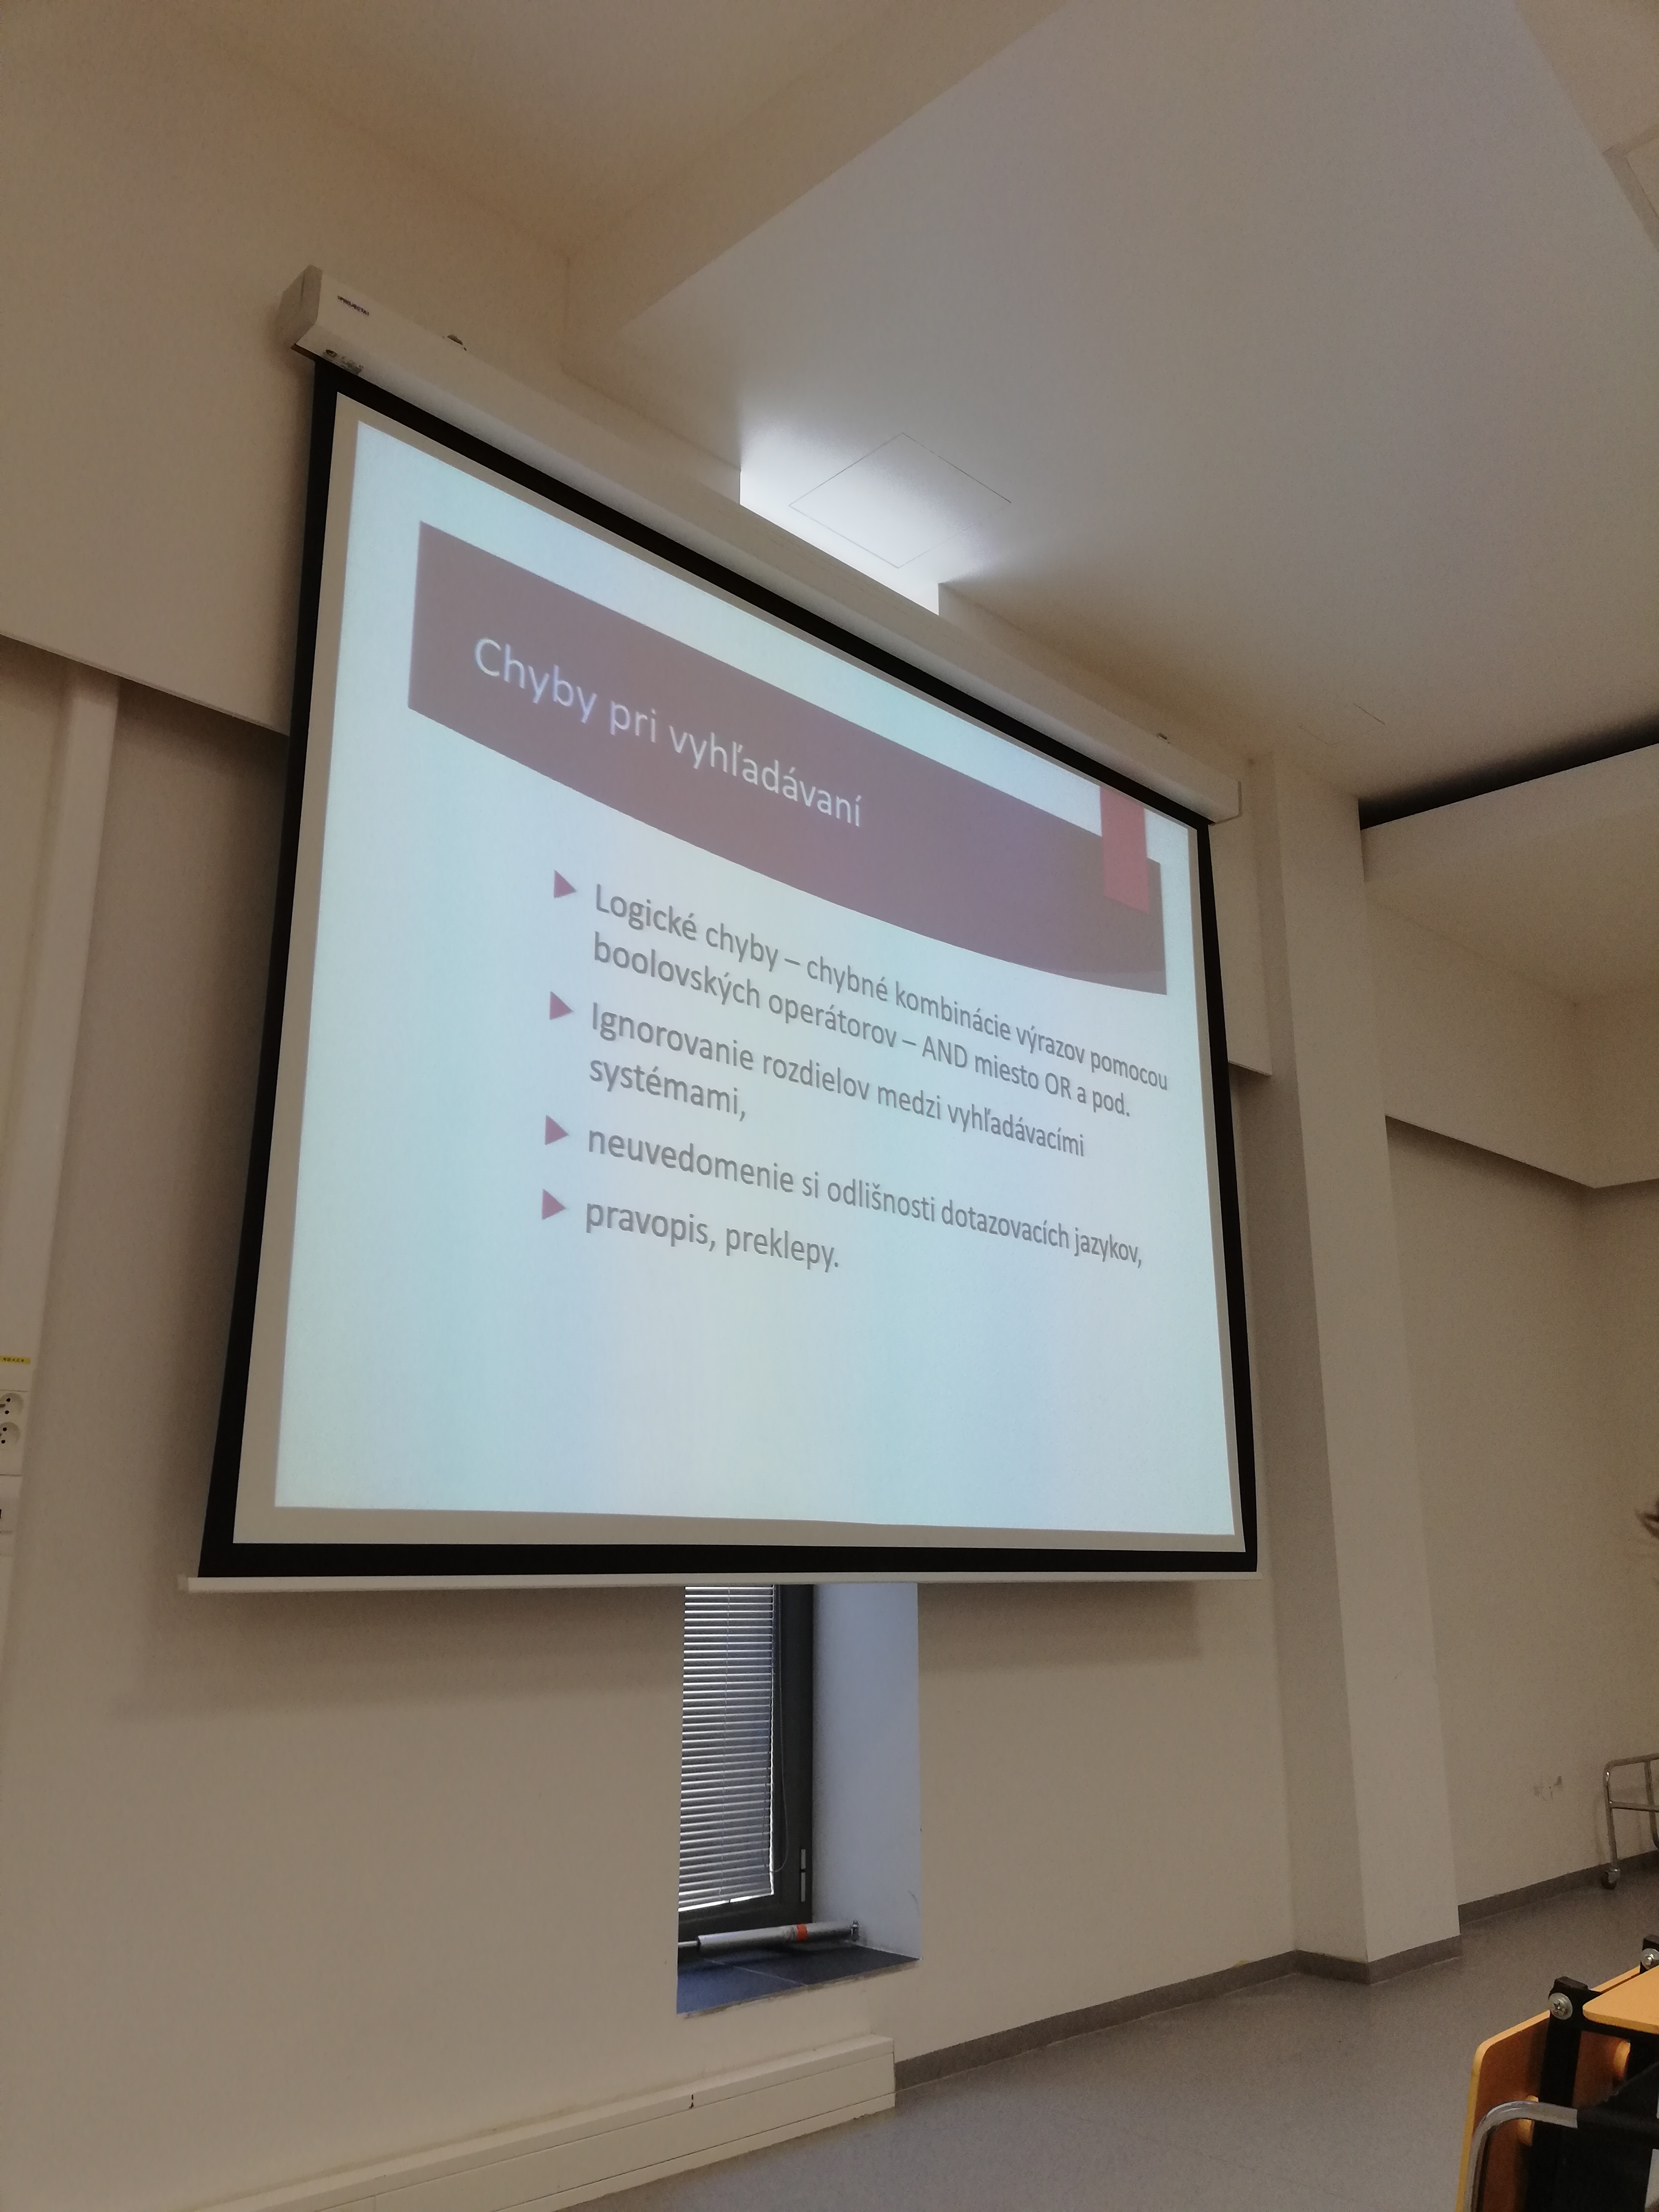 Chyby pri vyhľadávaní
Logické chyby – chybné kombinácie výrazov pomocou
boolovských operátorov – AND miesto OR a pod.
Ignorovanie rozdielov medzi vyhľadávacími
systémami,
neuvedomenie si odlišnosti dotazovacích jazykov,
pravopis, preklepy.